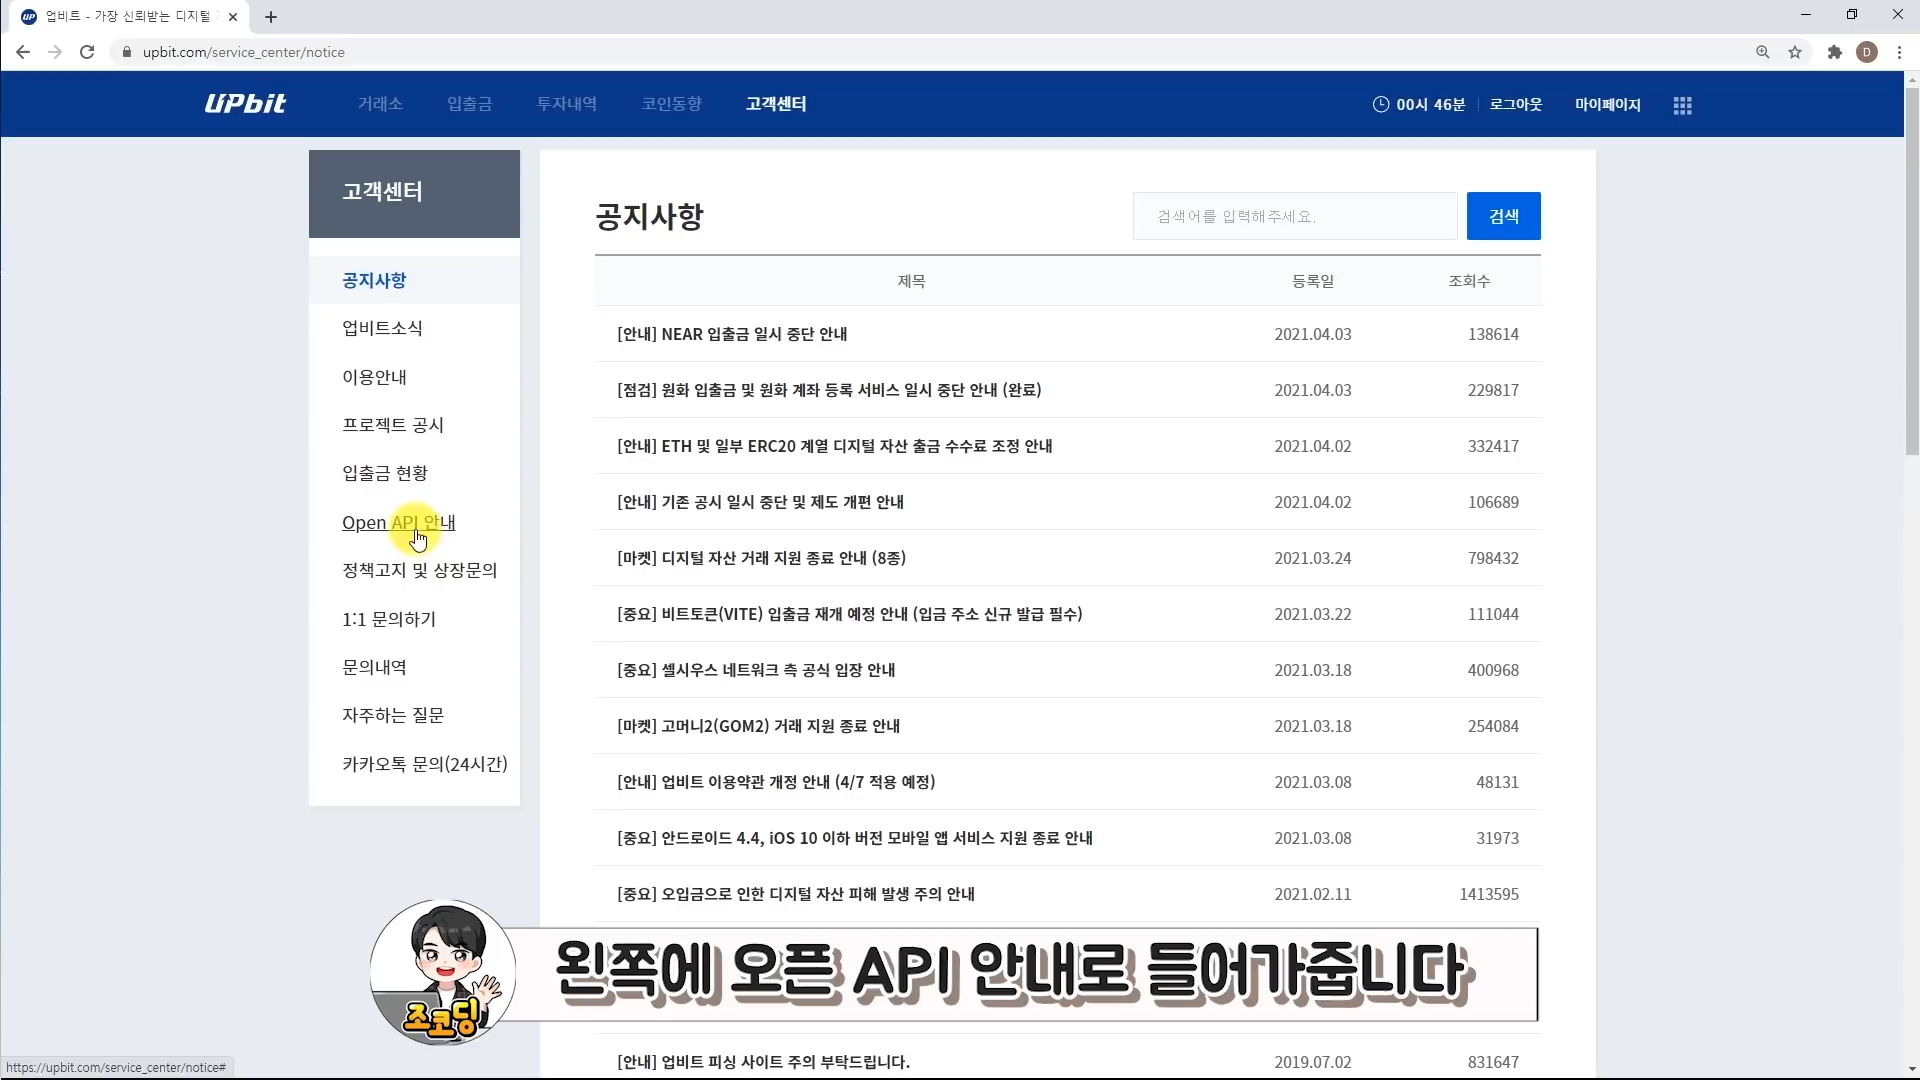 업비트 - 가장 신뢰받는 디지털
upbit.com/service_center/notice
D
UPbit 거래소 입출금 투자내역 코인동향 고객센터 00시 46분 로그아웃 마이페이지
고객센터
공지사항
업비트소식
이용안내
프로젝트 공시
입출금 현황
Open API 안내
정책고지 및 상장문의
1:1 문의하기
문의내역
자주하는 질문
카카오톡 문의(24시간)
공지사항 검색어를 입력해주세요. 검색
제목 등록일 조회수
[안내] NEAR 입출금 일시 중단 안내 2021.04.03 138614
[점검] 원화 입출금 및 원화 계좌 등록 서비스 일시 중단 안내 (완료) 2021.04.03 229817
[안내] ETH 및 일부 ERC20 계열 디지털 자산 출금 수수료 조정 안내 2021.04.02 332417
[안내] 기존 공시 일시 중단 및 제도 개편 안내 2021.04.02 106689
[마켓] 디지털 자산 거래 지원 종료 안내 (8종) 2021.03.24 798432
[중요] 비트토큰(VITE) 입출금 재개 예정 안내 (입금 주소 신규 발급 필수) 2021.03.22 111044
[중요] 셀시우스 네트워크 측 공식 입장 안내 2021.03.18 400968
[마켓] 고머니2(GOM2) 거래 지원 종료 안내 2021.03.18 254084
[안내] 업비트 이용약관 개정 안내 (4/7 적용 예정) 2021.03.08 48131
[중요] 안드로이드 4.4, iOS 10 이하 버전 모바일 앱 서비스 지원 종료 안내 2021.03.08 31973
[중요] 오입금으로 인한 디지털 자산 피해 발생 주의 안내 2021.02.11 1413595
조코딩
왼쪽에 오픈 API 안내로 들어가줍니다
[안내] 업비트 피싱 사이트 주의 부탁드립니다. 2019.07.02 831647
https://upbit.com/service_center/notice#